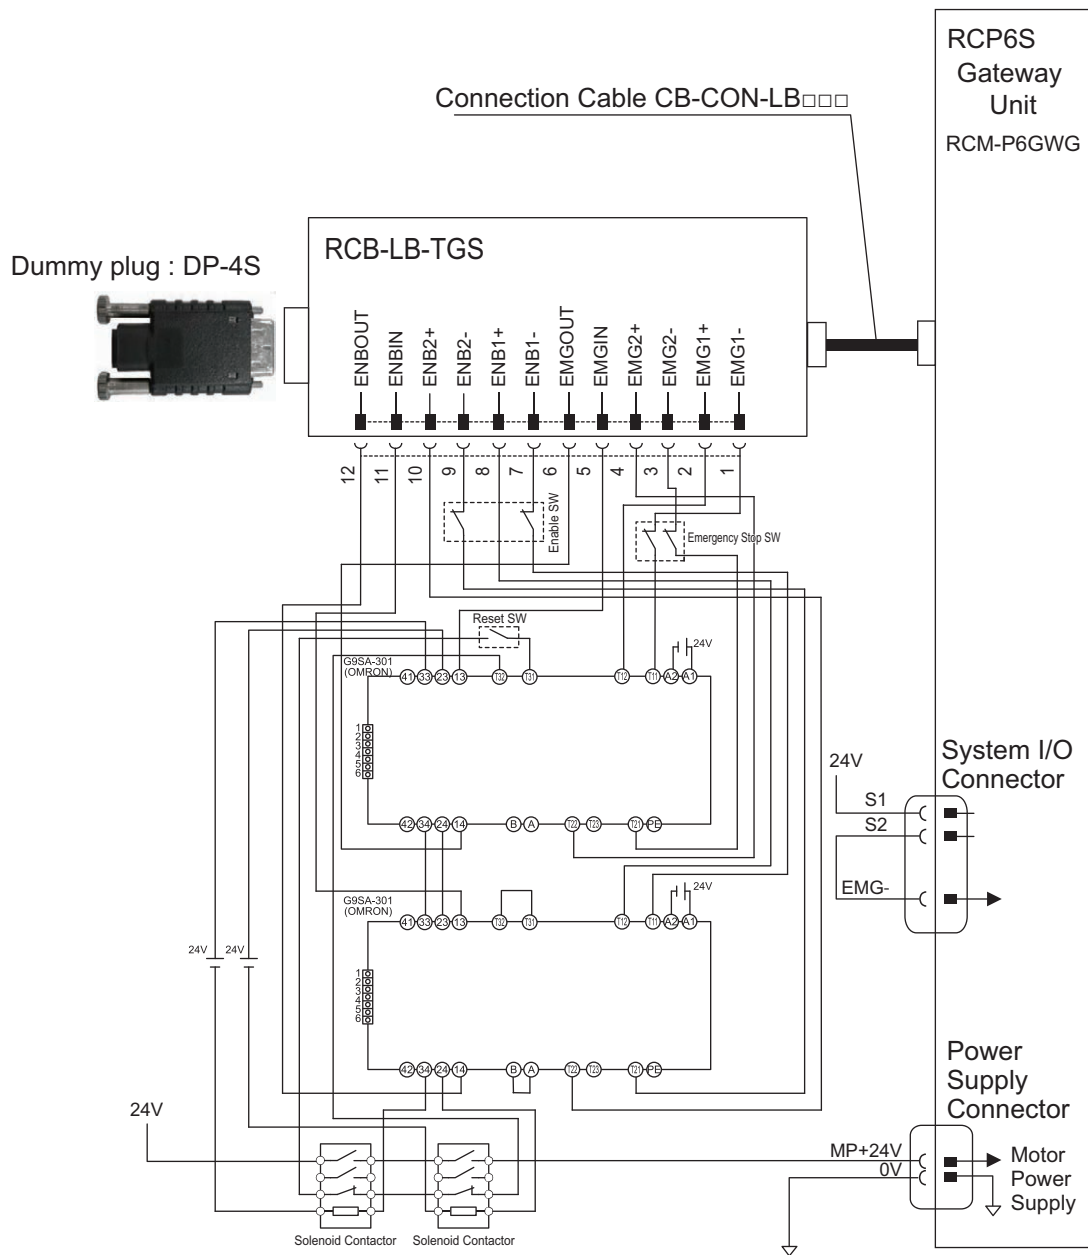 RCP6S
Gateway
Unit
RCM-P6GWG
Connection Cable CB-CON-LB□□□
RCB-LB-TGS
Dummy plug : DP-4S
ENBOUT
ENBIN
ENB2+
ENB2-
ENB1+
ENB1-
EMGOUT
EMGIN
EMG2+
EMG2-
EMG1+
EMG1-
12
11
10
9
8
7
6
5
4
3
2
1
Enable SW
Emergency Stop SW
Reset SW
G9SA-301
(OMRON)
41 33 23 13 T32 T31 T12 T11 A2 A1
24V
1
2
3
4
5
6
42 34 24 14 B A T22 T23 T21 PE
G9SA-301
(OMRON)
41 33 23 13 T32 T31 T12 T11 A2 A1
24V
1
2
3
4
5
6
42 34 24 14 B A T22 T23 T21 PE
24V 24V
24V
Solenoid Contactor Solenoid Contactor
System I/O
Connector
24V
S1
S2
EMG-
Power
Supply
Connector
MP+24V
0V
Motor
Power
Supply